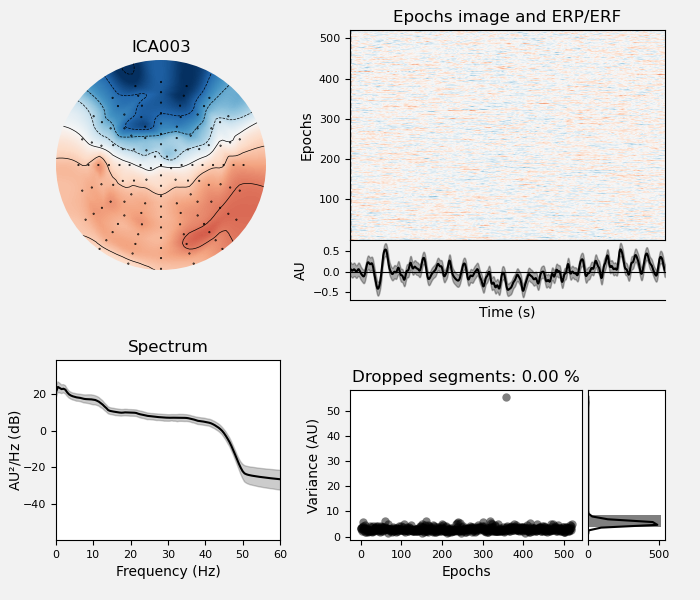 ICA003
Epochs image and ERP/ERF
Epochs
500
400
300
200
100
AU
0.5
0.0
−0.5
Time (s)
Spectrum
AU²/Hz (dB)
20
0
−20
−40
0 10 20 30 40 50 60
Frequency (Hz)
Dropped segments: 0.00 %
Variance (AU)
50
40
30
20
10
0
0 100 200 300 400 500
Epochs
0 500